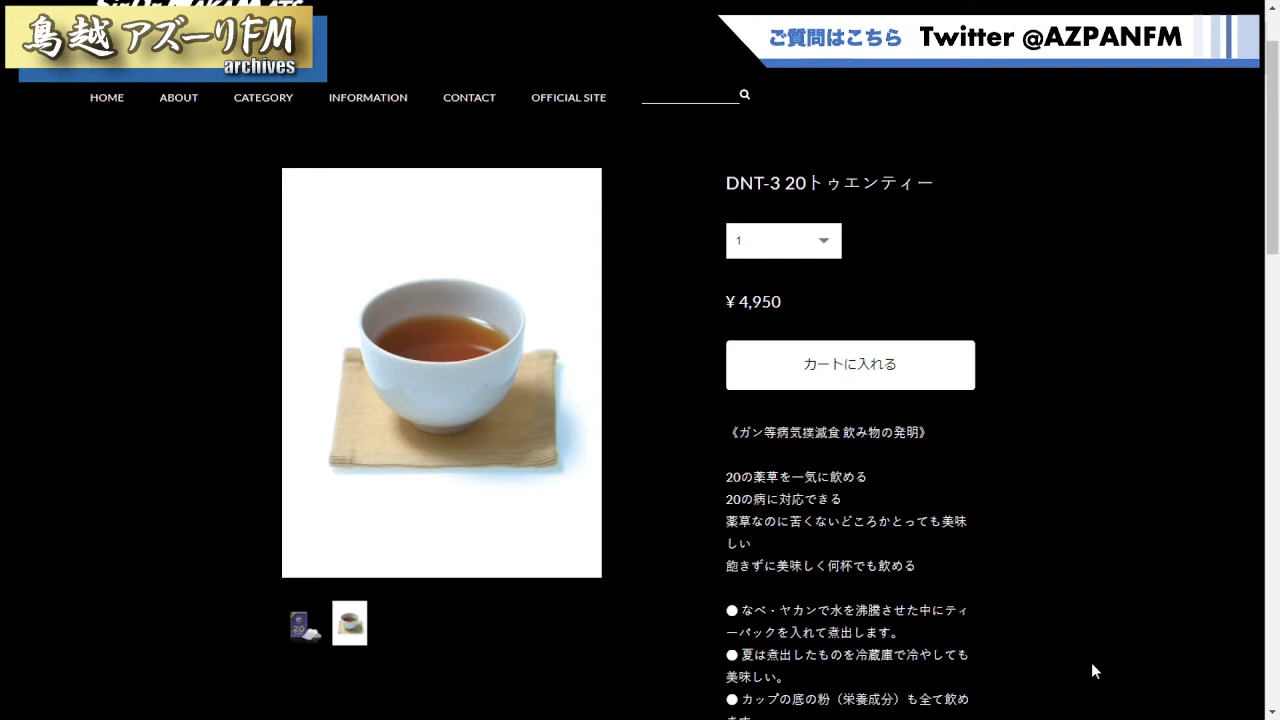 鳥越アズーリFM
archives
ご質問はこちら Twitter @AZPANFM
HOME ABOUT CATEGORY INFORMATION CONTACT OFFICIAL SITE
DNT-3 20トゥエンティー
1
¥ 4,950
カートに入れる
《ガン等病気撲滅食 飲み物の発明》
20の薬草を一気に飲める
20の病に対応できる
薬草なのに苦くないどころかとっても美味
しい
飽きずに美味しく何杯でも飲める
● なべ・ヤカンで水を沸騰させた中にティ
ーパックを入れて煮出します。
● 夏は煮出したものを冷蔵庫で冷やしても
美味しい。
● カップの底の粉（栄養成分）も全て飲め
ます
20